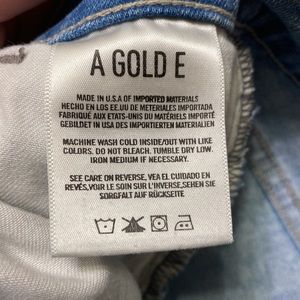 A GOLD E
MADE IN U.S.A OF IMPORTED MATERIALS
HECHO EN LOS EE.UU DE METERIALES IMPORTADA
FABRIQUÉ AUX ETATS-UNIS DU MATÉRIEL IMPORTÉ
GEBILDET IN USA DES IMPORTIERTEN MATERIALIEN
MACHINE WASH COLD INSIDE/OUT WITH LIKE
COLORS. DO NOT BLEACH. TUMBLE DRY LOW.
IRON MEDIUM IF NECESSARY.
SEE CARE ON REVERSE, VEA EL CUIDADO EN
REVÉS,VOIR LE SOIN SUR L'INVERSE,SEHEN SIE
SORGFALT AUF RÜCKSEITE